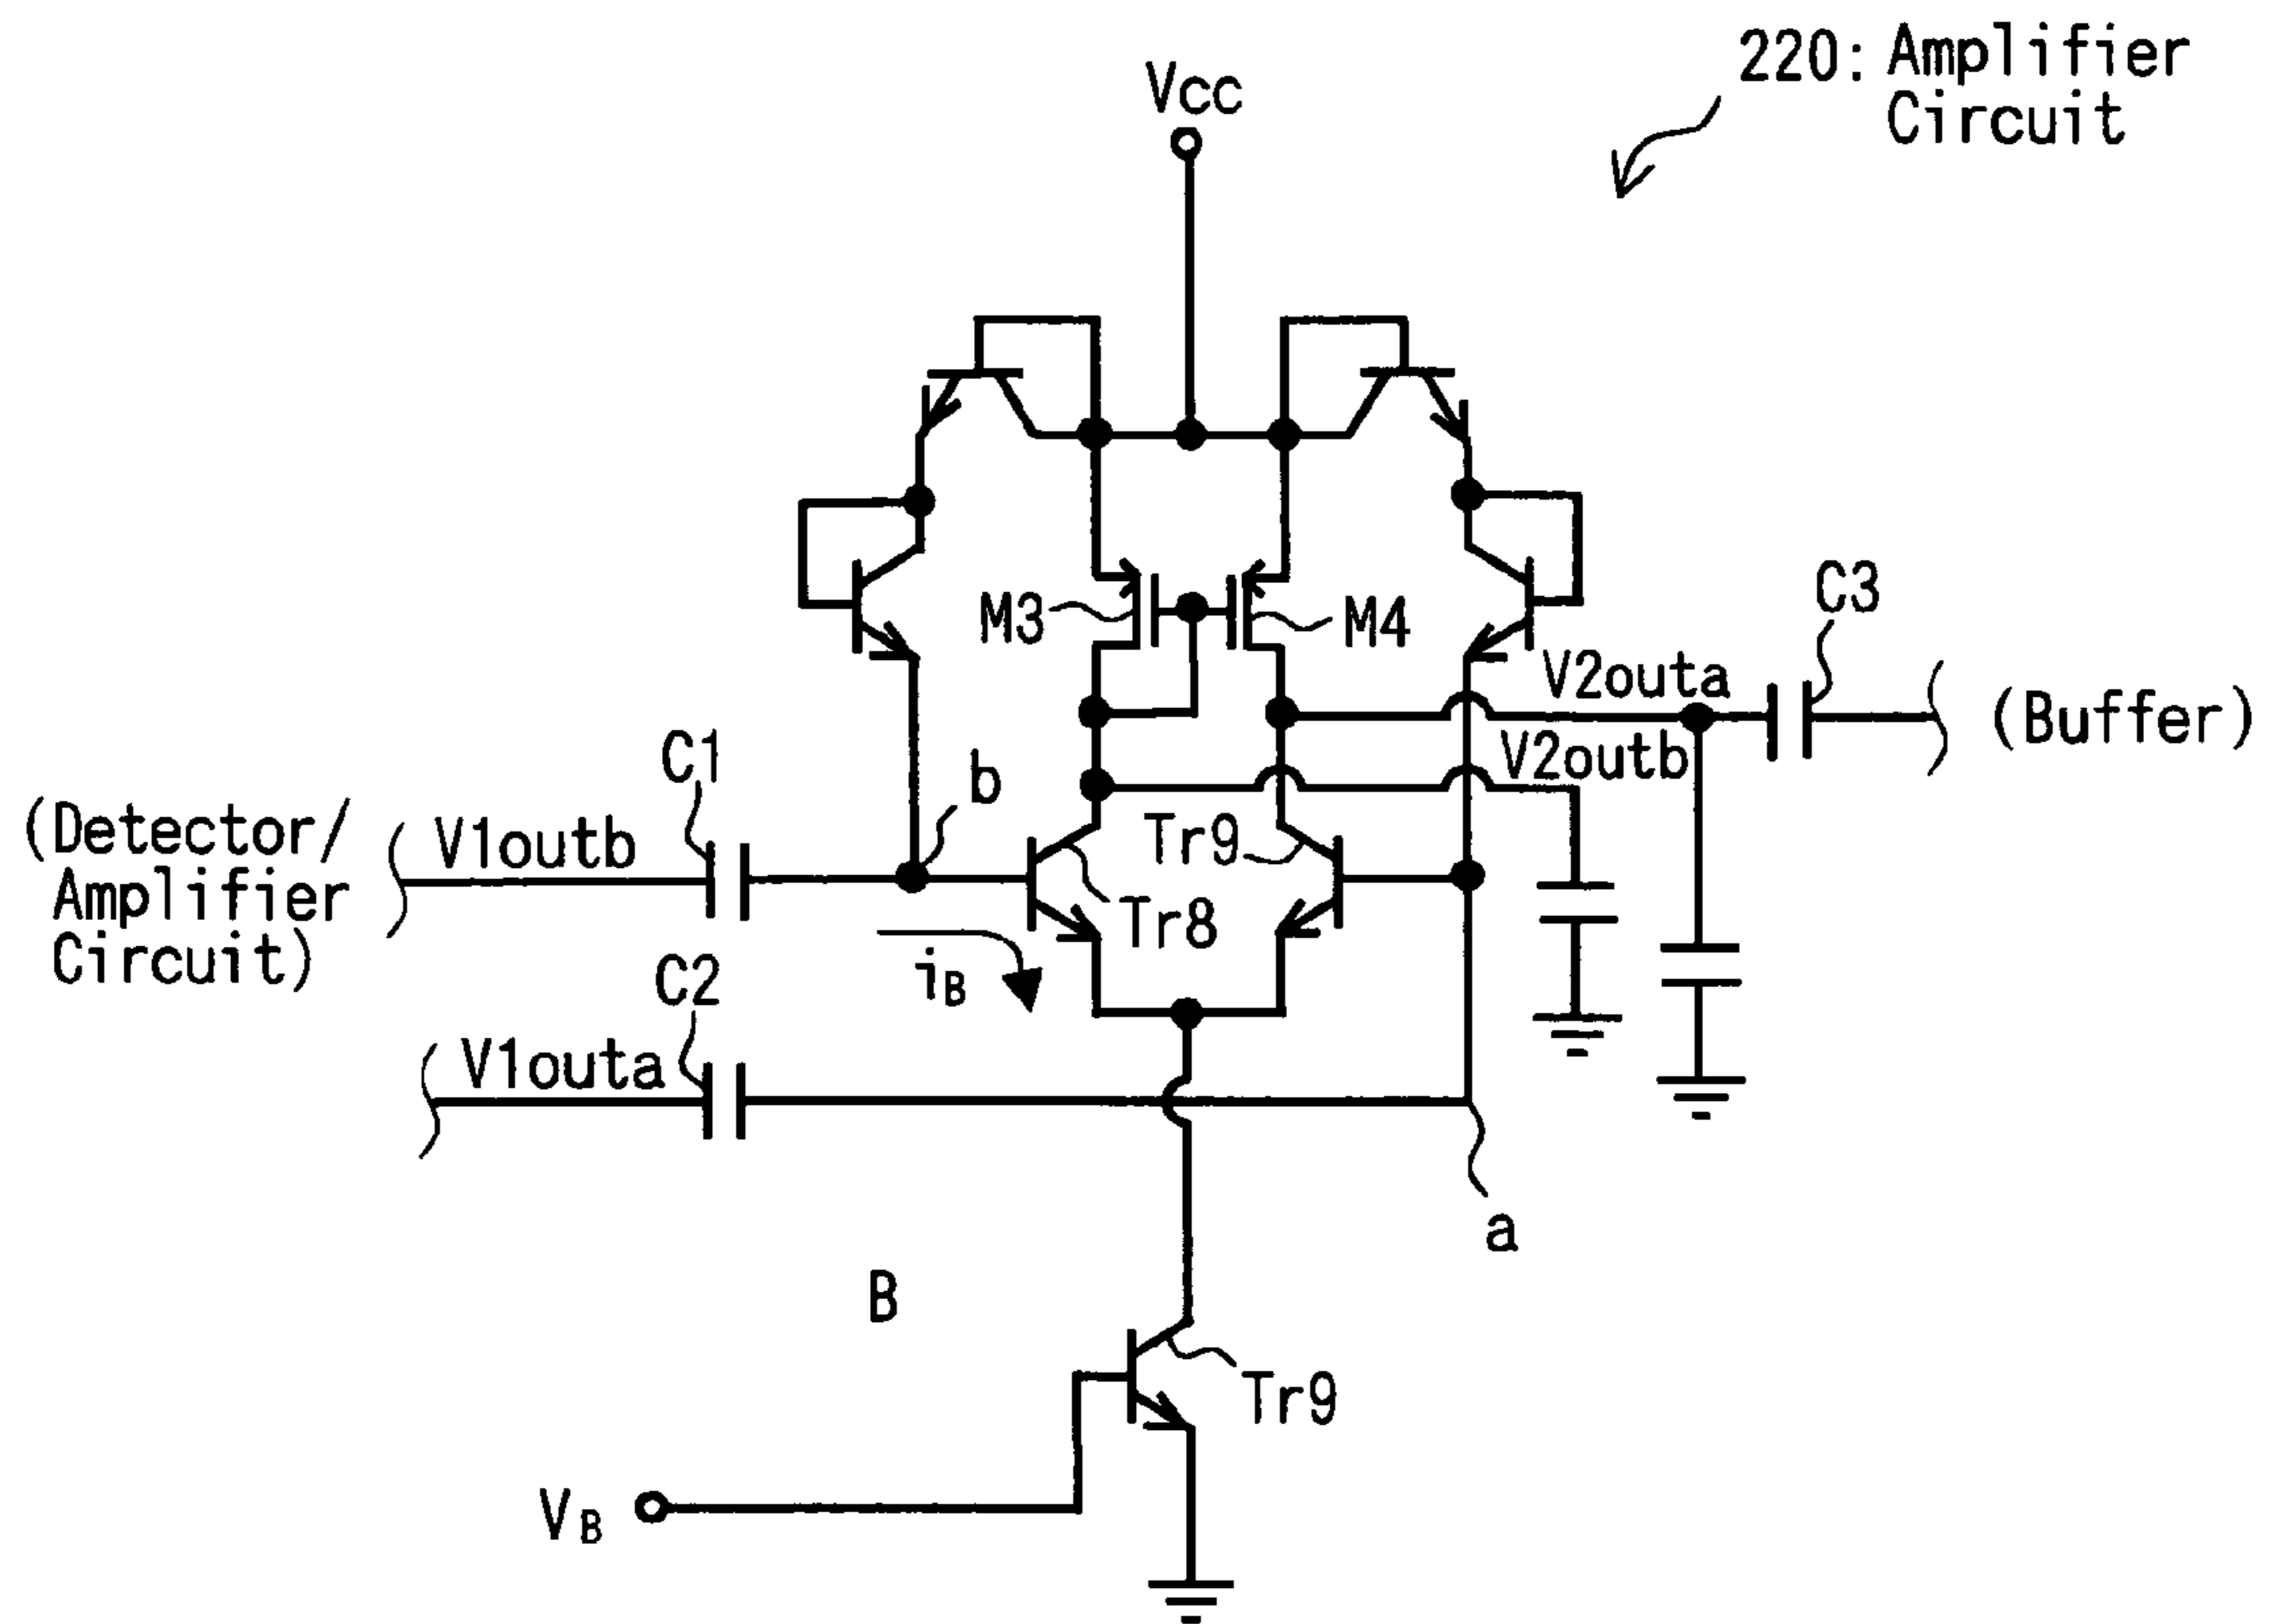 220: Amplifier
Circuit
Vcc
M3
M4
C3
V2outa
(Buffer)
V2outb
C1
b
(Detector/
Amplifier
Circuit)
V1outb
Tr9
Tr8
iB
C2
V1outa
a
B
Tr9
VB